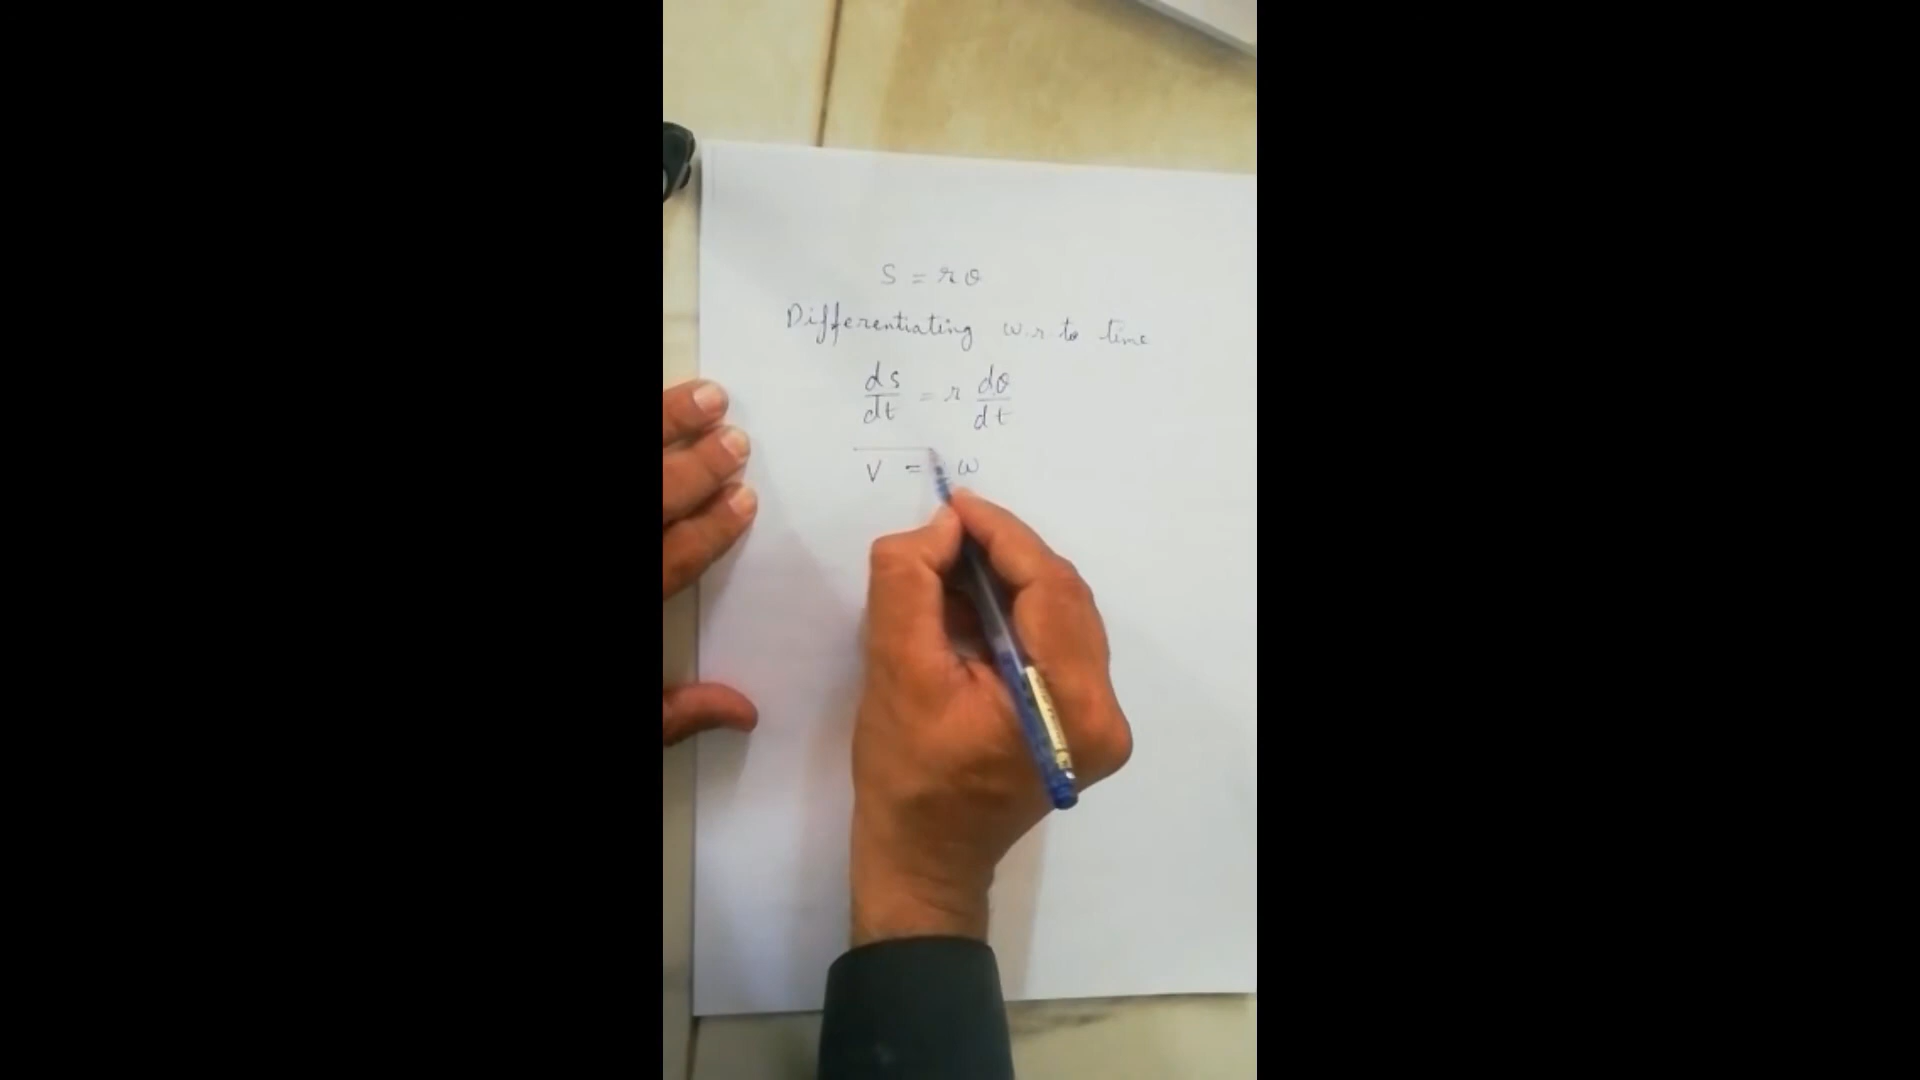 S = rθ
Differentiating w.r.to time
ds/dt = r dθ/dt
V = ω